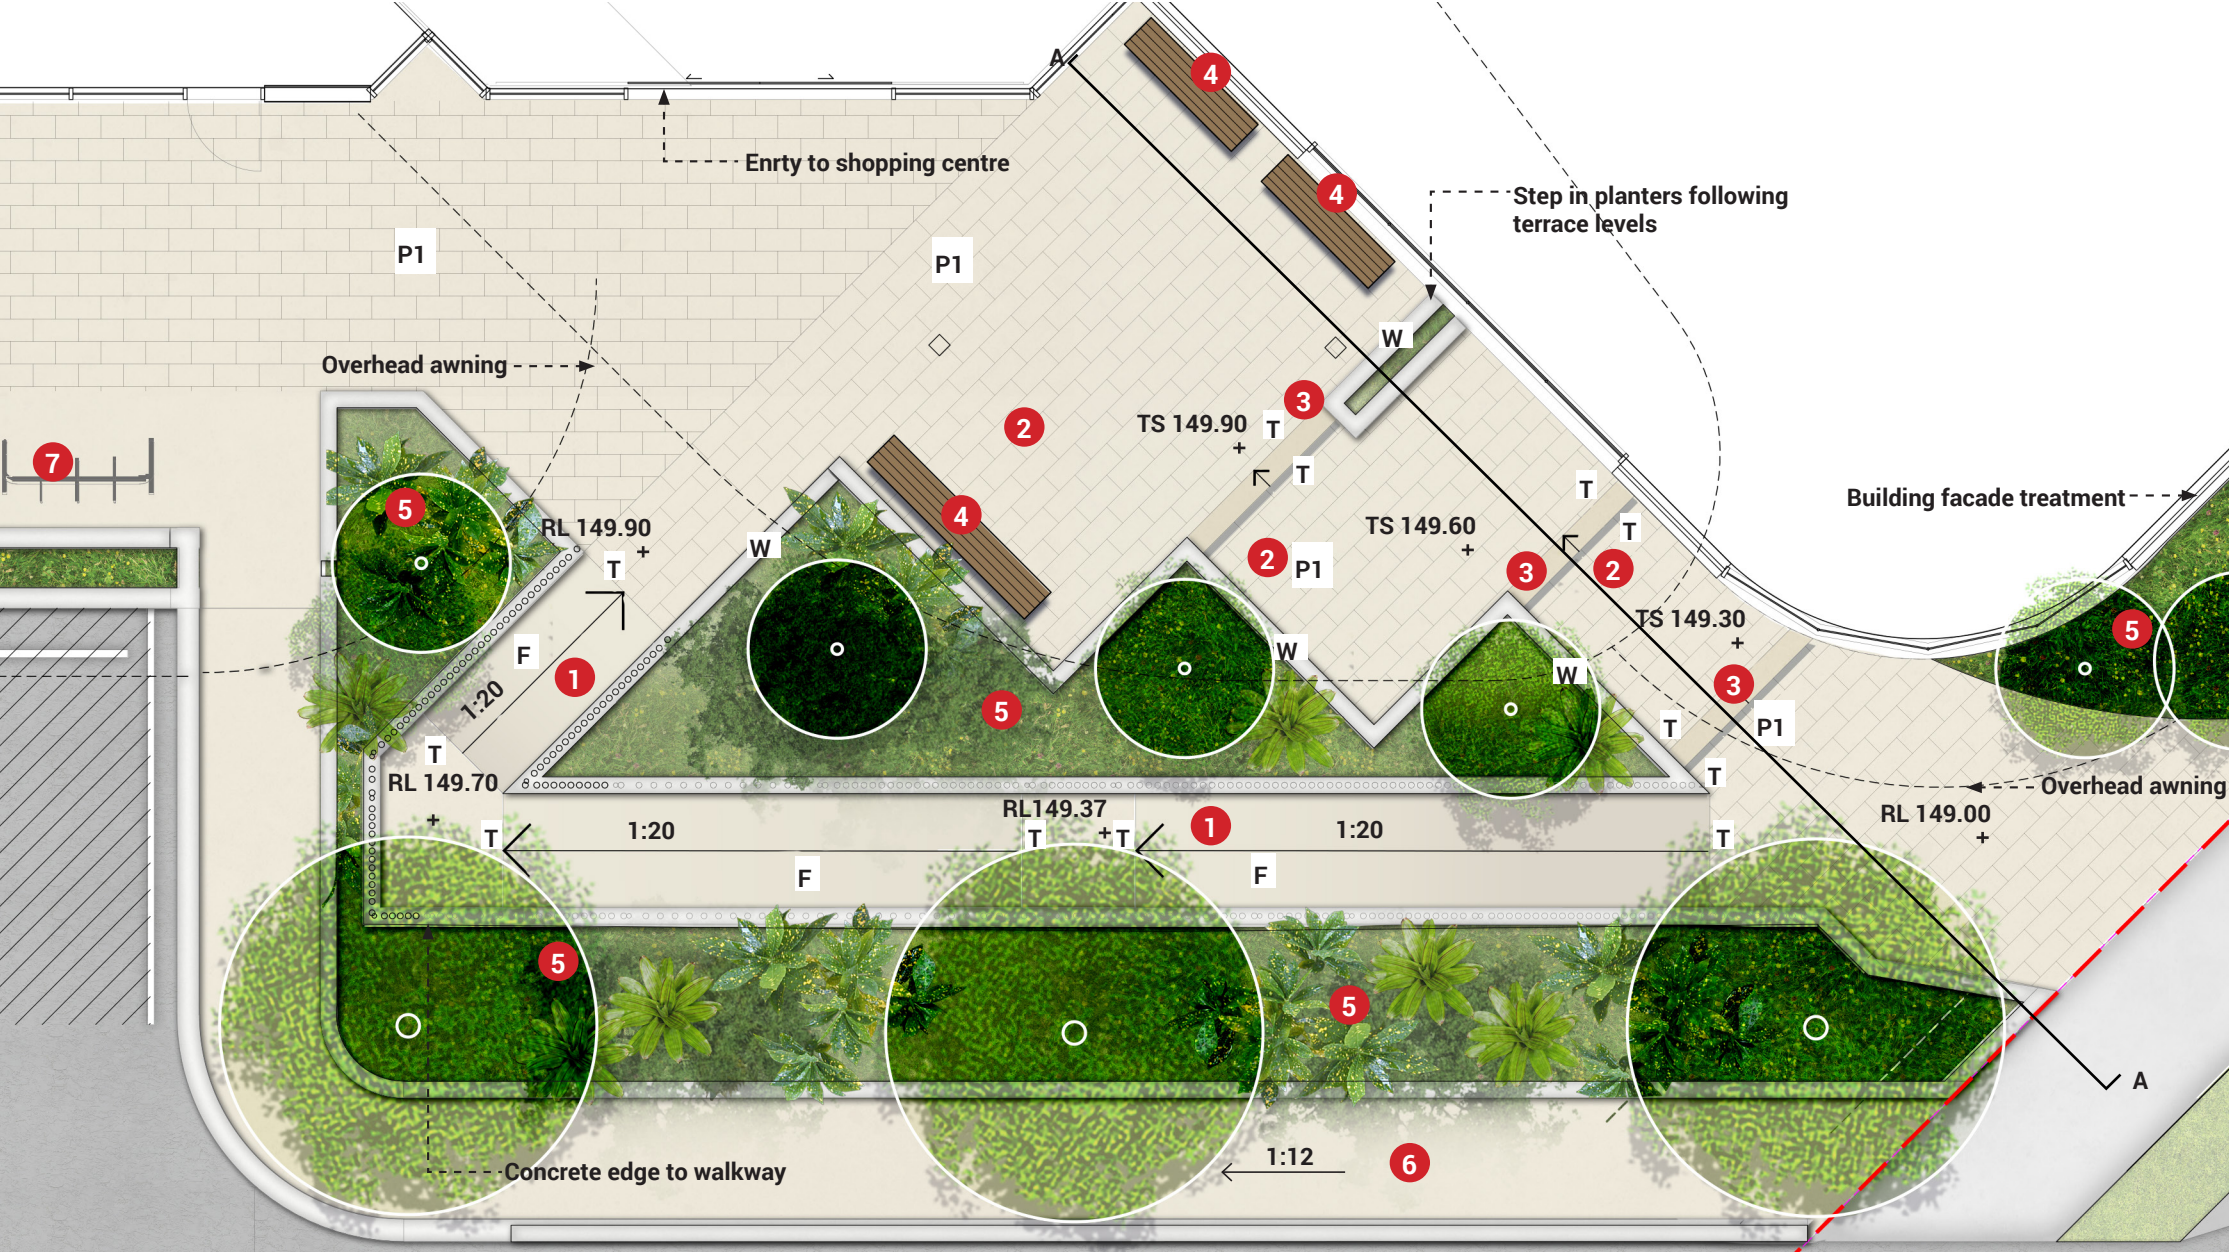 A
4
Enrty to shopping centre
4
Step in planters following
terrace levels
P1
P1
W
Overhead awning
3
TS 149.90
T
2
7
T
T
Building facade treatment
5
4
RL 149.90
TS 149.60
T
W
T
2
P1
3
2
TS 149.30
5
F
1
W
W
3
1:20
5
P1
T
T
RL 149.70
T
Overhead awning
RL149.37
RL 149.00
T
1:20
T
T
1
1:20
T
F
F
5
5
A
1:12
6
Concrete edge to walkway